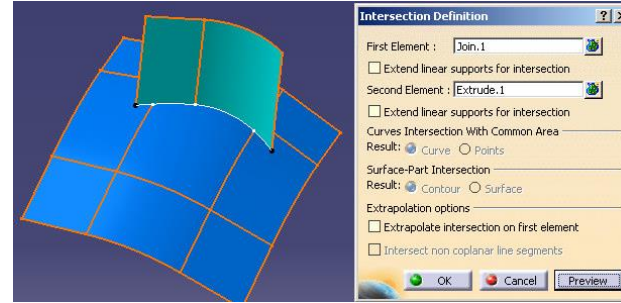 Intersection Definition
First Element : Join.1
Extend linear supports for intersection
Second Element : Extrude.1
Extend linear supports for intersection
Curves Intersection With Common Area
Result: Curve Points
Surface-Part Intersection
Result: Contour Surface
Extrapolation options
Extrapolate intersection on first element
Intersect non coplanar line segments
OK Cancel Preview